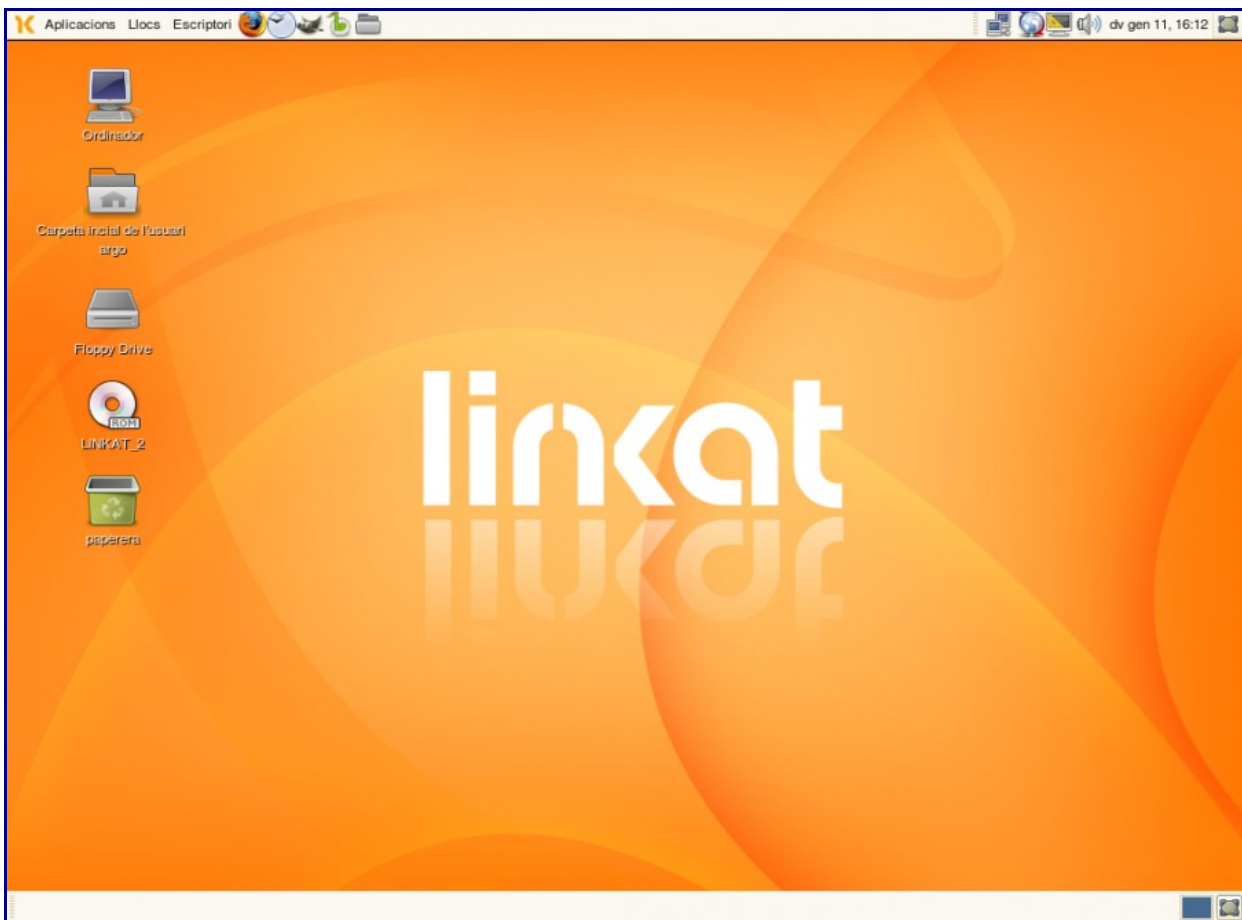 Aplicacions Llocs Escriptori dv gen 11, 16:12
Ordinador
Carpeta incial de l'usuari
argo
Floppy Drive
ROM
LINKAT_2
paperera
linkat